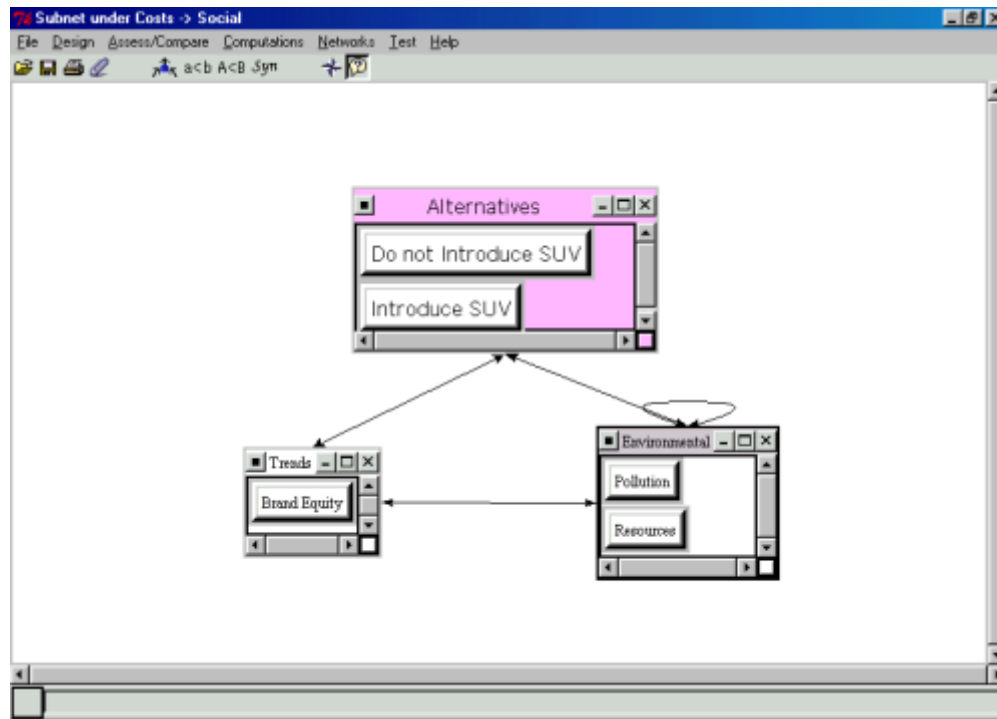 Subnet under Costs -> Social
File Design Assess/Compare Computations Networks Test Help
a<b A<B Syn
Alternatives
Do not Introduce SUV
Introduce SUV
Treads
Brand Equity
Environmental
Pollution
Resources